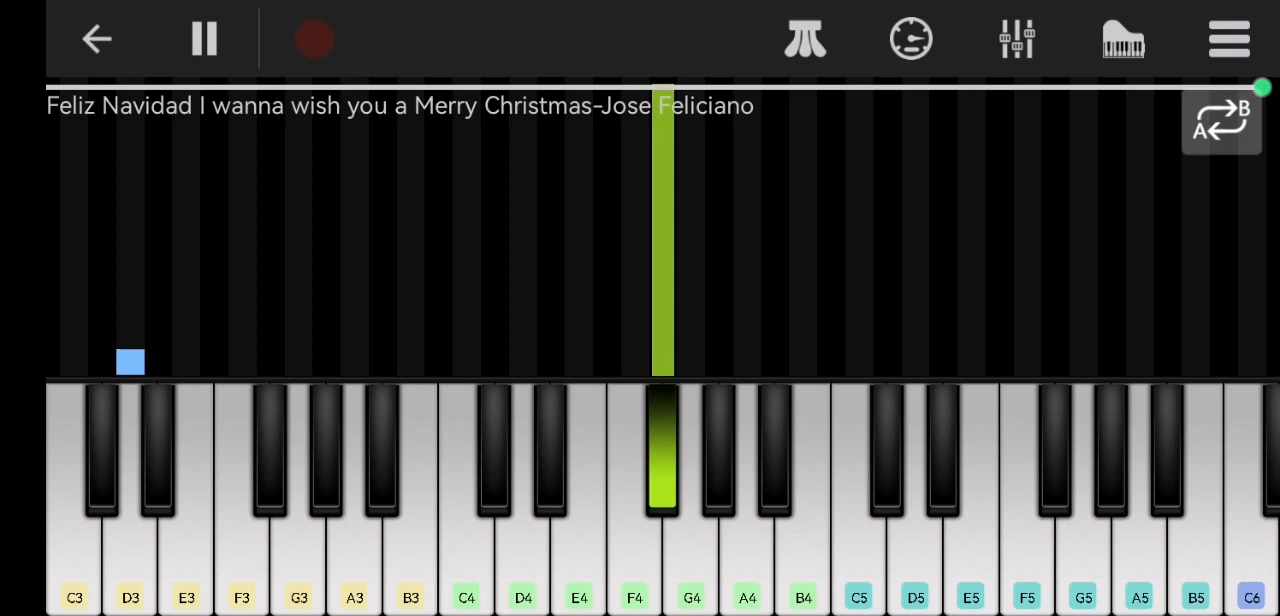 Feliz Navidad I wanna wish you a Merry Christmas-Jose Feliciano
A B
C3 D3 E3 F3 G3 A3 B3 C4 D4 E4 F4 G4 A4 B4 C5 D5 E5 F5 G5 A5 B5 C6